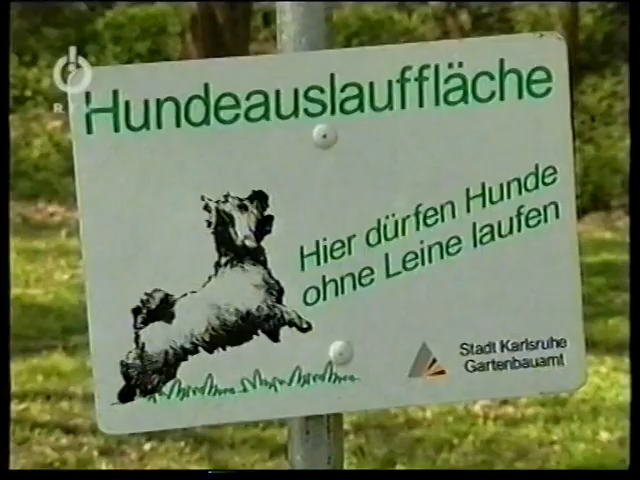 Hundeauslauffläche
Hier dürfen Hunde
ohne Leine laufen
Stadt Karlsruhe
Gartenbauamt